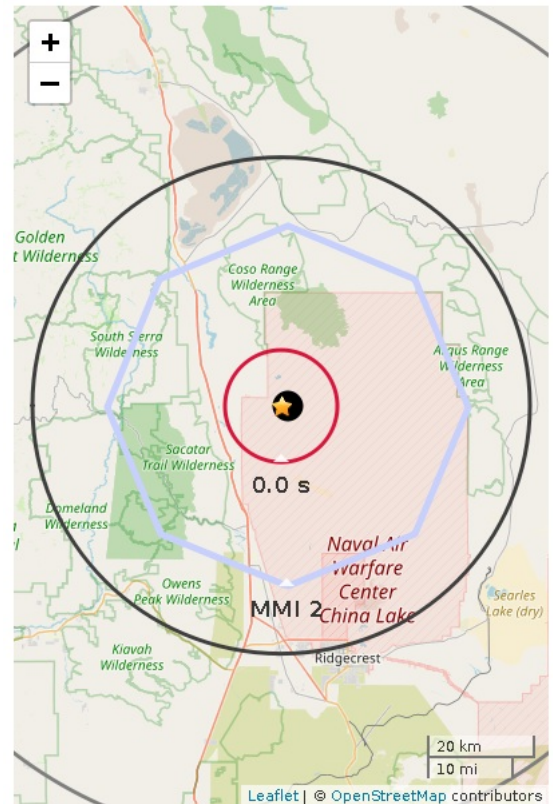 +
−
Golden
t Wilderness
Coso Range
Wilderness
Area
South Sierra
Wilderness
Argus Range
Wilderness
Area
Sacatar
Trail Wilderness
0.0 s
Domeland
Wilderness
Naval Air
Warfare
Center
China Lake
Owens
Peak Wilderness
MMI 2
Searles
Lake (dry)
Kiavah
Wilderness
Ridgecrest
20 km
10 mi
Leaflet | © OpenStreetMap contributors